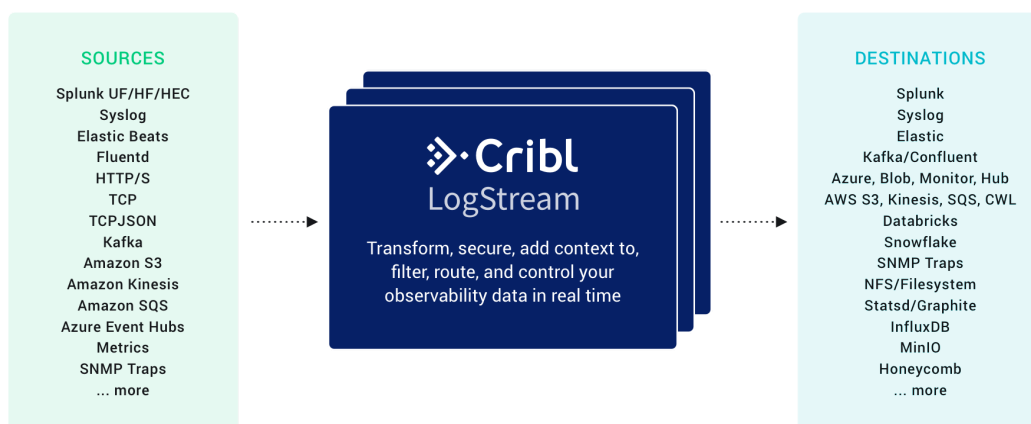 SOURCES
Splunk UF/HF/HEC
Syslog
Elastic Beats
Fluentd
HTTP/S
TCP
TCPJSON
Kafka
Amazon S3
Amazon Kinesis
Amazon SQS
Azure Event Hubs
Metrics
SNMP Traps
... more
Cribl
LogStream
Transform, secure, add context to,
filter, route, and control your
observability data in real time
DESTINATIONS
Splunk
Syslog
Elastic
Kafka/Confluent
Azure, Blob, Monitor, Hub
AWS S3, Kinesis, SQS, CWL
Databricks
Snowflake
SNMP Traps
NFS/Filesystem
Statsd/Graphite
InfluxDB
MinIO
Honeycomb
... more